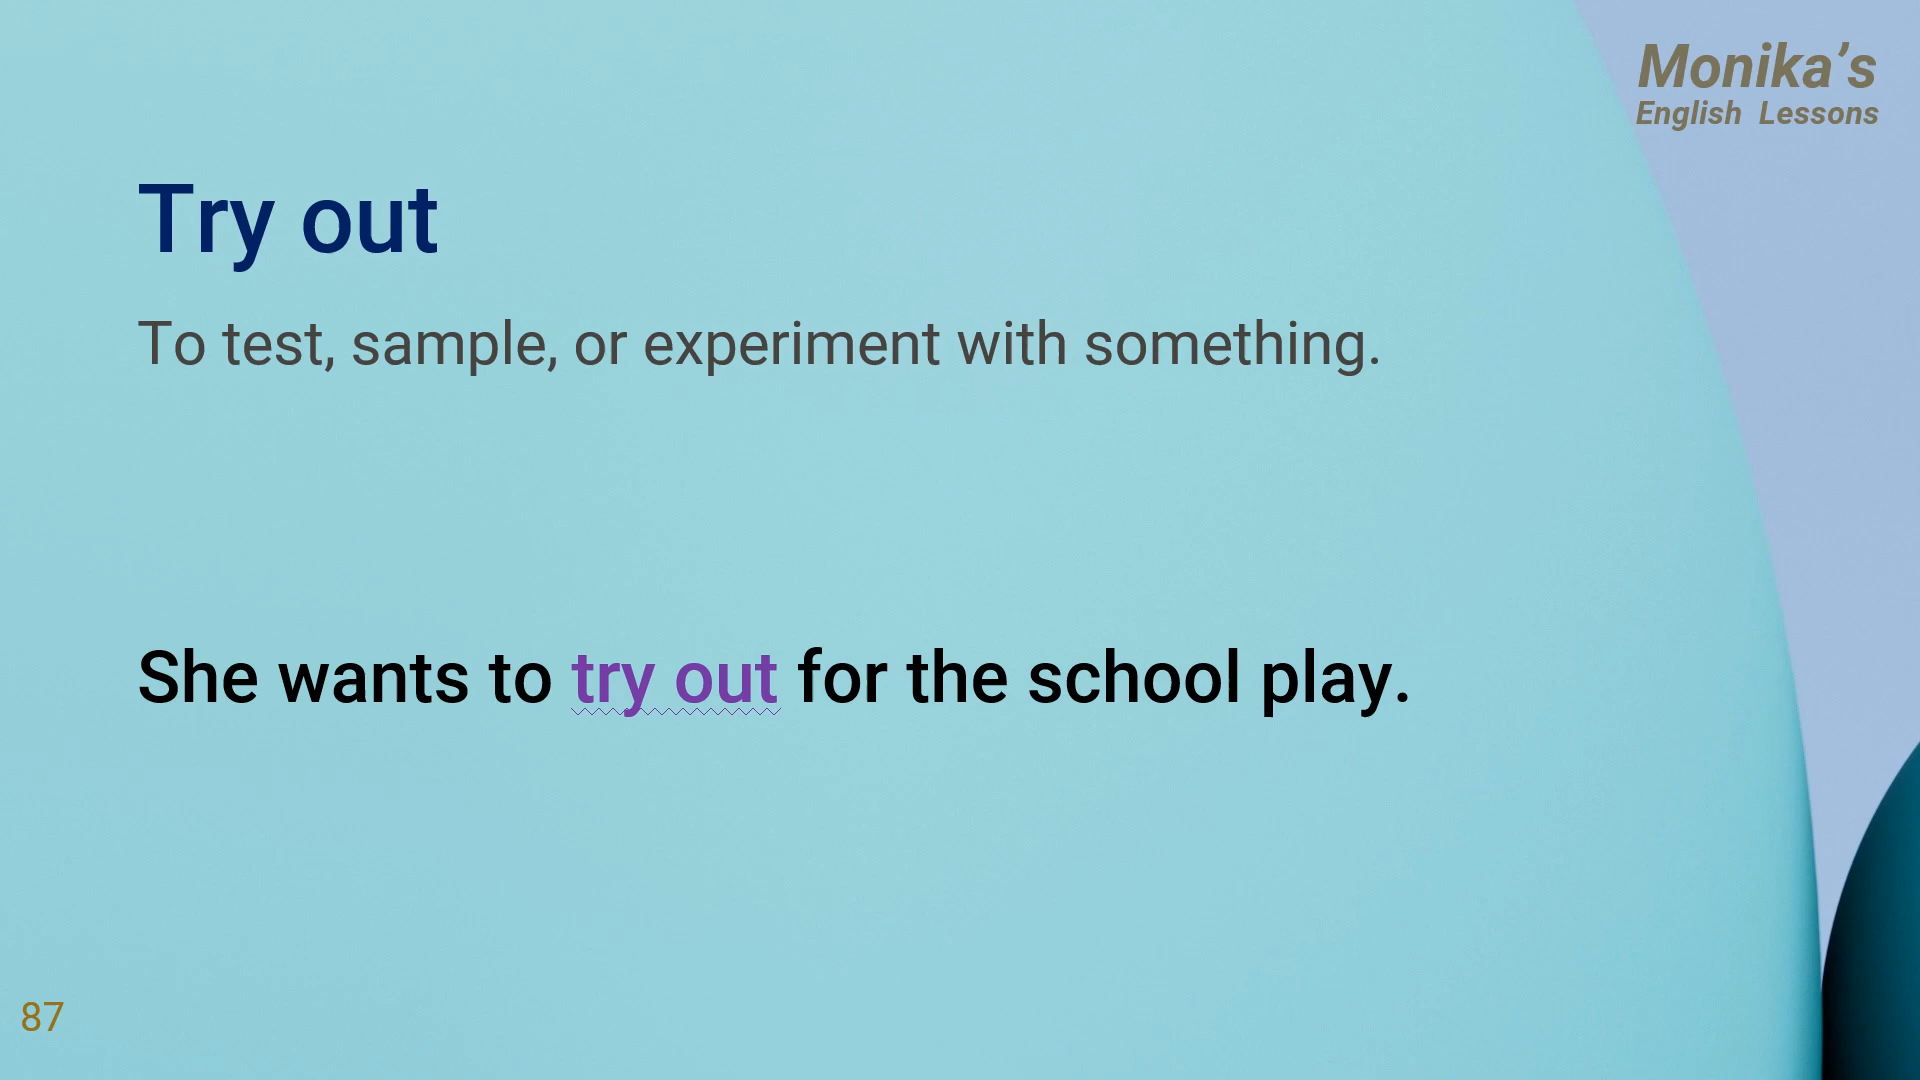 Monika’s
English Lessons
Try out
To test, sample, or experiment with something.
She wants to try out for the school play.
87